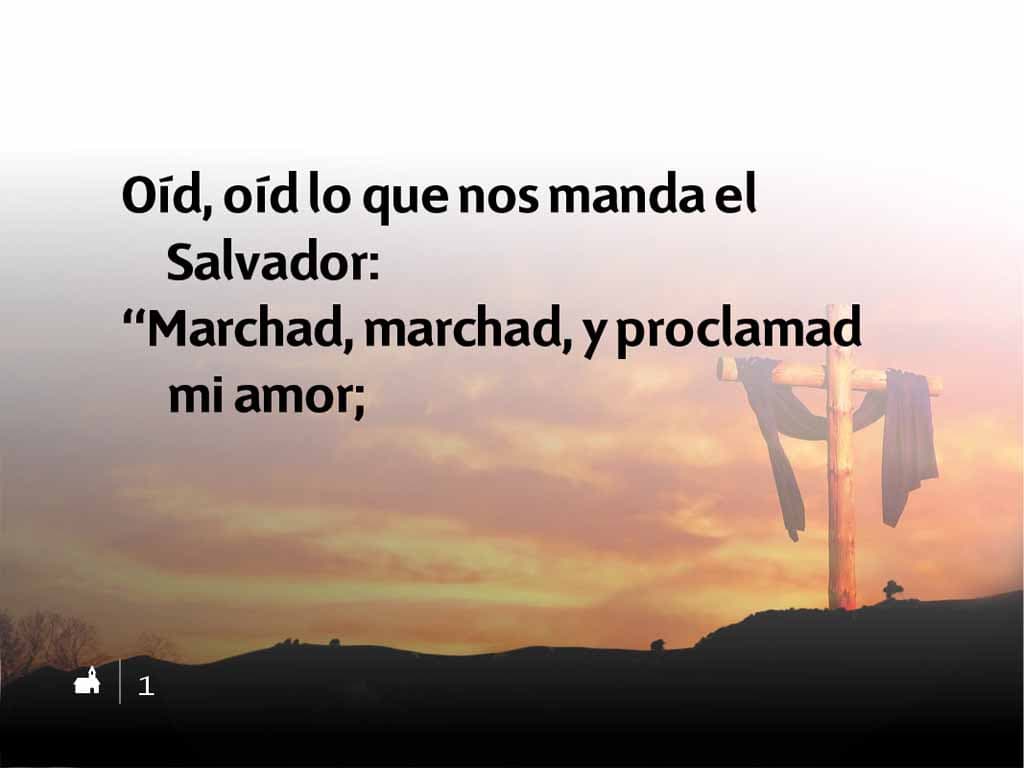 Oíd, oíd lo que nos manda el
Salvador:
“Marchad, marchad, y proclamad
mi amor;
1